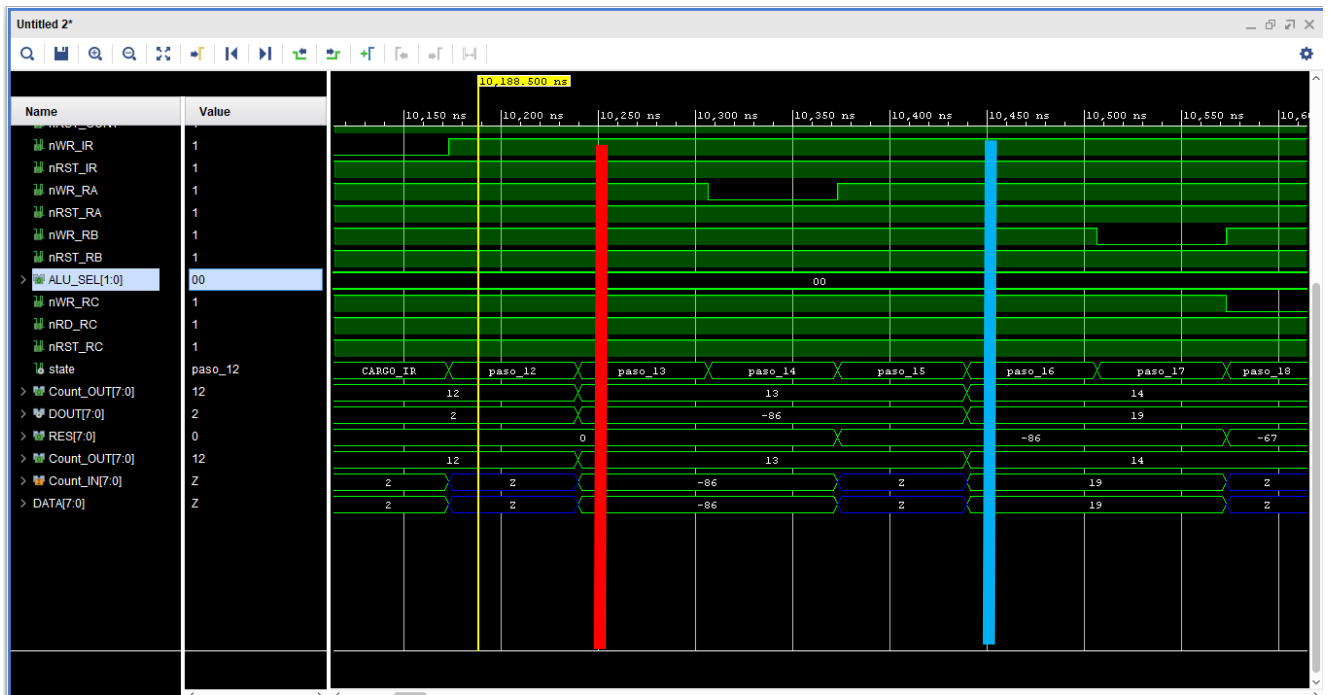 Untitled 2*
10,188.500 ns
Name Value
10,150 ns 10,200 ns 10,250 ns 10,300 ns 10,350 ns 10,400 ns 10,450 ns 10,500 ns 10,550 ns
nWR_IR 1
nRST_IR 1
nWR_RA 1
nRST_RA 1
nWR_RB 1
nRST_RB 1
ALU_SEL[1:0] 00 00
nWR_RC 1
nRD_RC 1
nRST_RC 1
state paso_12 CARGO_IR paso_12 paso_13 paso_14 paso_15 paso_16 paso_17 paso_18
Count_OUT[7:0] 12 12 13 14
DOUT[7:0] 2 2 -86 19
RES[7:0] 0 0 -86 -67
Count_OUT[7:0] 12 12 13 14
Count_IN[7:0] Z 2 Z -86 Z 19 Z
DATA[7:0] Z 2 Z -86 Z 19 Z